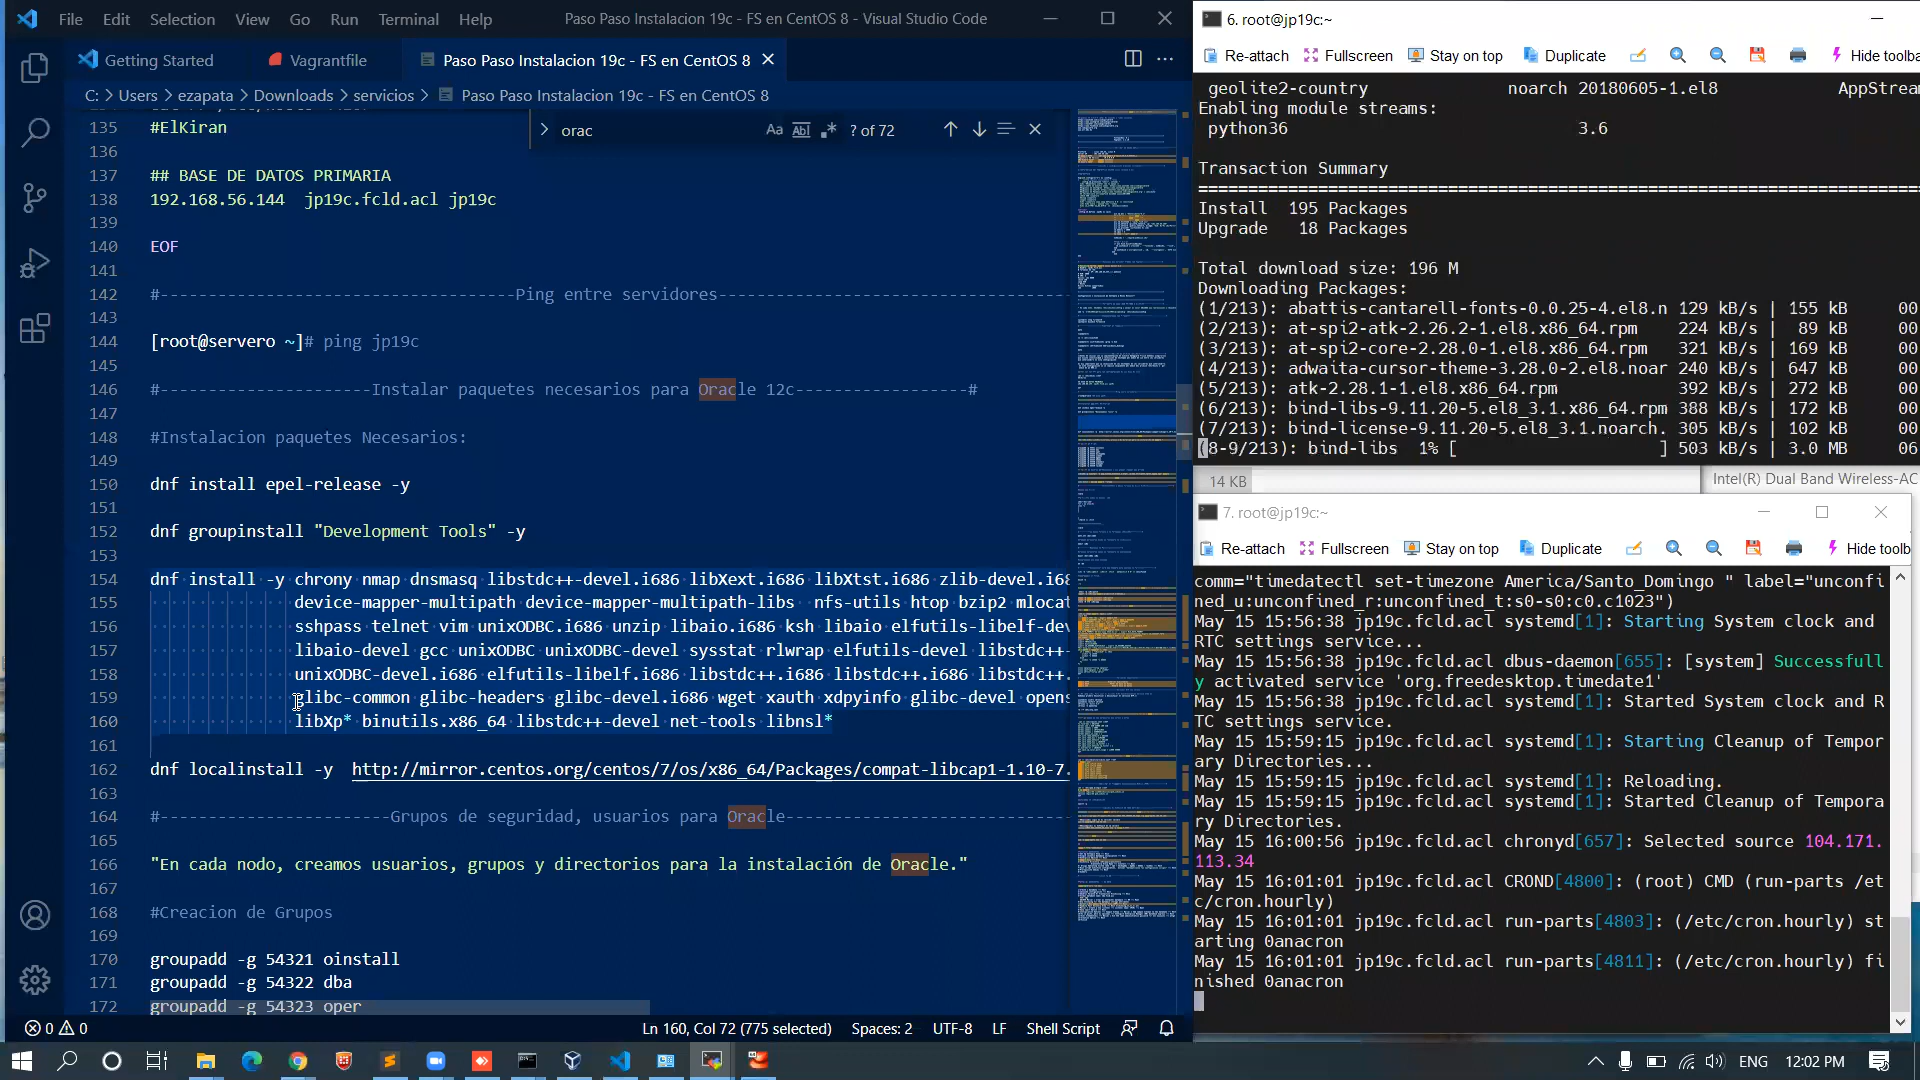 File Edit Selection View Go Run Terminal Help
Paso Paso Instalacion 19c - FS en CentOS 8 - Visual Studio Code
Getting Started
Vagrantfile
Paso Paso Instalacion 19c - FS en CentOS 8
C: > Users > ezapata > Downloads > servicios > Paso Paso Instalacion 19c - FS en CentOS 8
orac
Aa Abl .* ? of 72
135 #ElKiran
136
137 ## BASE DE DATOS PRIMARIA
138 192.168.56.144 jp19c.fcld.acl jp19c
139
140 EOF
141
142 #-------------------------------------Ping entre servidores-------------------------------------
143
144 [root@servero ~]# ping jp19c
145
146 #----------------------Instalar paquetes necesarios para Oracle 12c------------------#
147
148 #Instalacion paquetes Necesarios:
149
150 dnf install epel-release -y
151
152 dnf groupinstall "Development Tools" -y
153
154 dnf install -y chrony nmap dnsmasq libstdc++-devel.i686 libXext.i686 libXtst.i686 zlib-devel.i68
155 device-mapper-multipath device-mapper-multipath-libs nfs-utils htop bzip2 mlocat
156 sshpass telnet vim unixODBC.i686 unzip libaio.i686 ksh libaio elfutils-libelf-dev
157 libaio-devel gcc unixODBC unixODBC-devel sysstat rlwrap elfutils-devel libstdc++-
158 unixODBC-devel.i686 elfutils-libelf.i686 libstdc++.i686 libstdc++.i686 libstdc++.
159 glibc-common glibc-headers glibc-devel.i686 wget xauth xdpyinfo glibc-devel opens
160 libXp* binutils.x86_64 libstdc++-devel net-tools libnsl*
161
162 dnf localinstall -y http://mirror.centos.org/centos/7/os/x86_64/Packages/compat-libcap1-1.10-7.
163
164 #------------------------Grupos de seguridad, usuarios para Oracle------------------------------
165
166 "En cada nodo, creamos usuarios, grupos y directorios para la instalación de Oracle."
167
168 #Creacion de Grupos
169
170 groupadd -g 54321 oinstall
171 groupadd -g 54322 dba
172 groupadd -g 54323 oper
0 0 Ln 160, Col 72 (775 selected) Spaces: 2 UTF-8 LF Shell Script
6. root@jp19c:~
Re-attach Fullscreen Stay on top Duplicate Hide toolba
geolite2-country noarch 20180605-1.el8 AppStream
Enabling module streams:
python36 3.6
Transaction Summary
================================================================================
Install 195 Packages
Upgrade 18 Packages
Total download size: 196 M
Downloading Packages:
(1/213): abattis-cantarell-fonts-0.0.25-4.el8.n 129 kB/s | 155 kB 00
(2/213): at-spi2-atk-2.26.2-1.el8.x86_64.rpm 224 kB/s | 89 kB 00
(3/213): at-spi2-core-2.28.0-1.el8.x86_64.rpm 321 kB/s | 169 kB 00
(4/213): adwaita-cursor-theme-3.28.0-2.el8.noar 240 kB/s | 647 kB 00
(5/213): atk-2.28.1-1.el8.x86_64.rpm 392 kB/s | 272 kB 00
(6/213): bind-libs-9.11.20-5.el8_3.1.x86_64.rpm 388 kB/s | 172 kB 00
(7/213): bind-license-9.11.20-5.el8_3.1.noarch. 305 kB/s | 102 kB 00
(8-9/213): bind-libs 1% [ ] 503 kB/s | 3.0 MB 06
14 KB
Intel(R) Dual Band Wireless-AC
7. root@jp19c:~
Re-attach Fullscreen Stay on top Duplicate Hide toolb
comm="timedatectl set-timezone America/Santo_Domingo " label="unconfi
ned_u:unconfined_r:unconfined_t:s0-s0:c0.c1023")
May 15 15:56:38 jp19c.fcld.acl systemd[1]: Starting System clock and
RTC settings service...
May 15 15:56:38 jp19c.fcld.acl dbus-daemon[655]: [system] Successfull
y activated service 'org.freedesktop.timedate1'
May 15 15:56:38 jp19c.fcld.acl systemd[1]: Started System clock and R
TC settings service.
May 15 15:59:15 jp19c.fcld.acl systemd[1]: Starting Cleanup of Tempor
ary Directories...
May 15 15:59:15 jp19c.fcld.acl systemd[1]: Reloading.
May 15 15:59:15 jp19c.fcld.acl systemd[1]: Started Cleanup of Tempora
ry Directories.
May 15 16:00:56 jp19c.fcld.acl chronyd[657]: Selected source 104.171.
113.34
May 15 16:01:01 jp19c.fcld.acl CROND[4800]: (root) CMD (run-parts /et
c/cron.hourly)
May 15 16:01:01 jp19c.fcld.acl run-parts[4803]: (/etc/cron.hourly) st
arting 0anacron
May 15 16:01:01 jp19c.fcld.acl run-parts[4811]: (/etc/cron.hourly) fi
nished 0anacron
ENG 12:02 PM